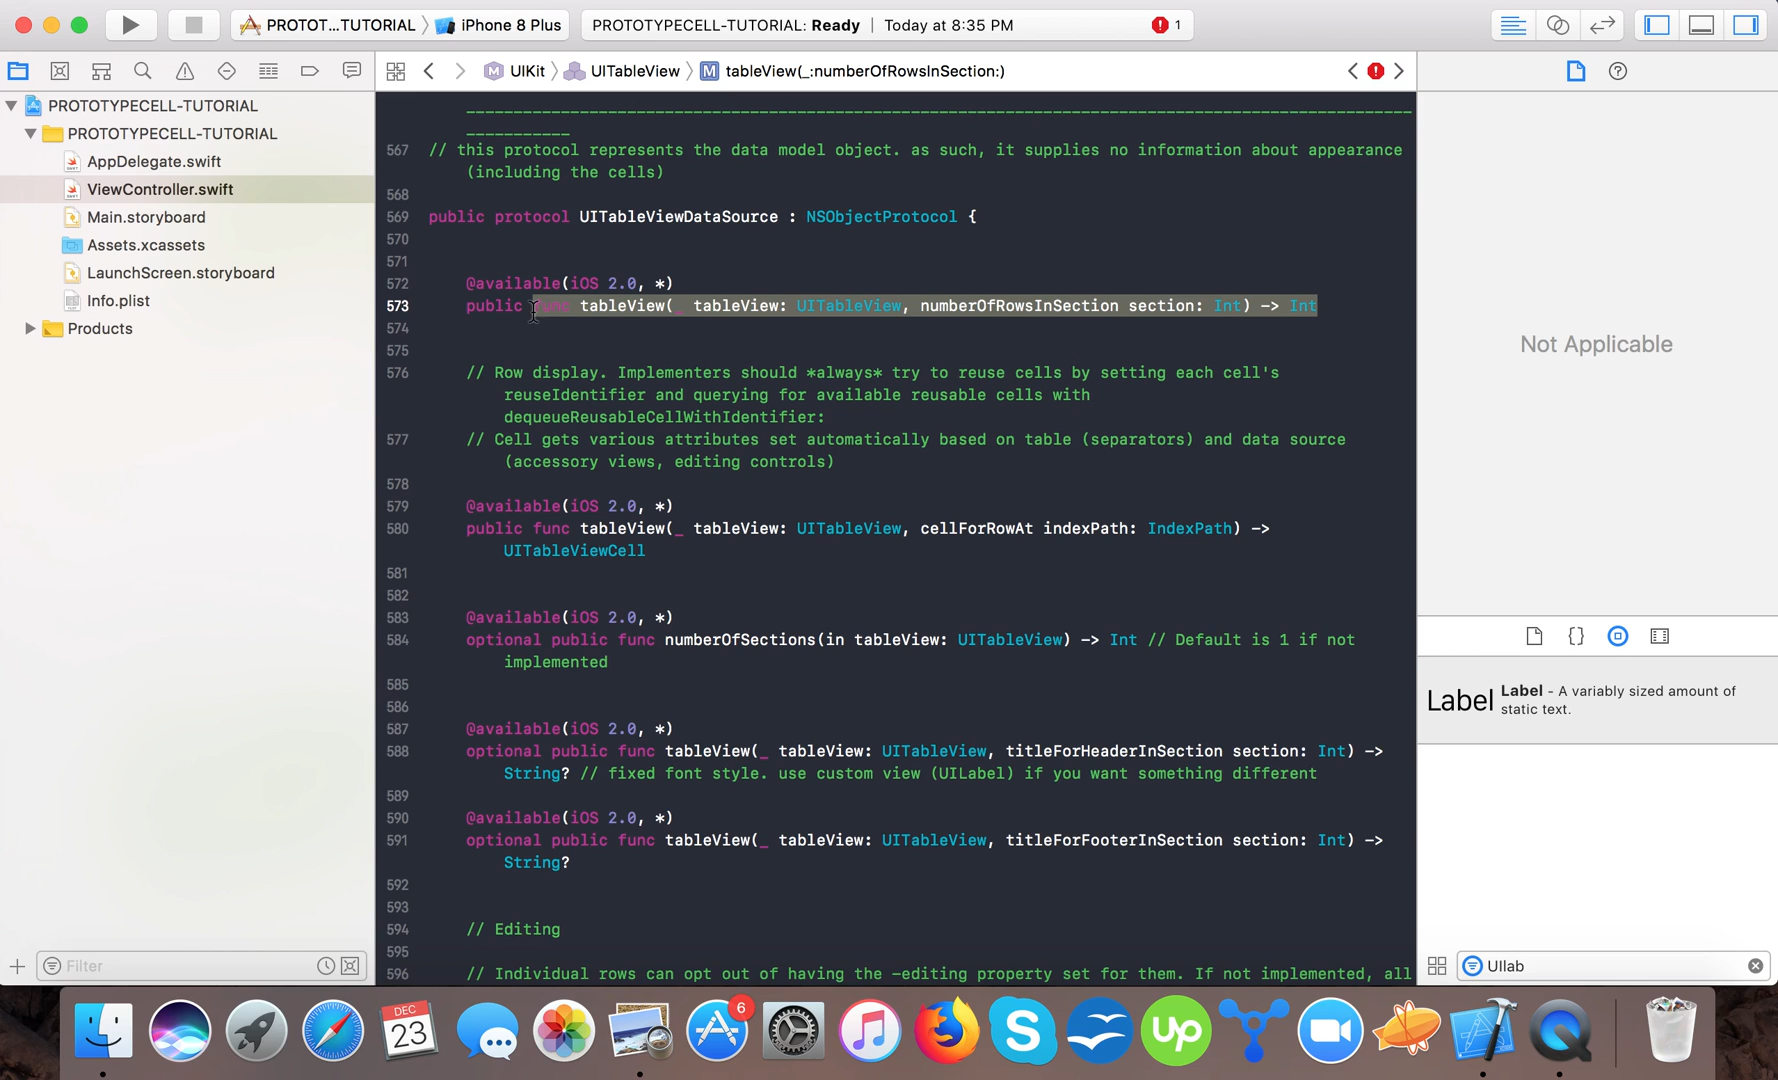 PROTOT...TUTORIAL
iPhone 8 Plus
PROTOTYPECELL-TUTORIAL: Ready | Today at 8:35 PM
1
UIKit
UITableView
M tableView(_:numberOfRowsInSection:)
PROTOTYPECELL-TUTORIAL
PROTOTYPECELL-TUTORIAL
AppDelegate.swift
ViewController.swift
Main.storyboard
Assets.xcassets
LaunchScreen.storyboard
Info.plist
Products
Filter
567 // this protocol represents the data model object. as such, it supplies no information about appearance
(including the cells)
568
569 public protocol UITableViewDataSource : NSObjectProtocol {
570
571
572 @available(iOS 2.0, *)
573 public func tableView(_ tableView: UITableView, numberOfRowsInSection section: Int) -> Int
574
575
576 // Row display. Implementers should *always* try to reuse cells by setting each cell's
reuseIdentifier and querying for available reusable cells with
dequeueReusableCellWithIdentifier:
577 // Cell gets various attributes set automatically based on table (separators) and data source
(accessory views, editing controls)
578
579 @available(iOS 2.0, *)
580 public func tableView(_ tableView: UITableView, cellForRowAt indexPath: IndexPath) ->
UITableViewCell
581
582
583 @available(iOS 2.0, *)
584 optional public func numberOfSections(in tableView: UITableView) -> Int // Default is 1 if not
implemented
585
586
587 @available(iOS 2.0, *)
588 optional public func tableView(_ tableView: UITableView, titleForHeaderInSection section: Int) ->
String? // fixed font style. use custom view (UILabel) if you want something different
589
590 @available(iOS 2.0, *)
591 optional public func tableView(_ tableView: UITableView, titleForFooterInSection section: Int) ->
String?
592
593
594 // Editing
595
596 // Individual rows can opt out of having the -editing property set for them. If not implemented, all
Not Applicable
Label
Label - A variably sized amount of
static text.
UIlab
DEC
23
6
S
Up